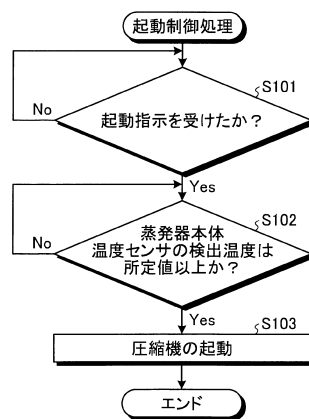 起動制御処理
S101
No
起動指示を受けたか？
Yes
S102
No
蒸発器本体
温度センサの検出温度は
所定値以上か？
Yes
S103
圧縮機の起動
エンド